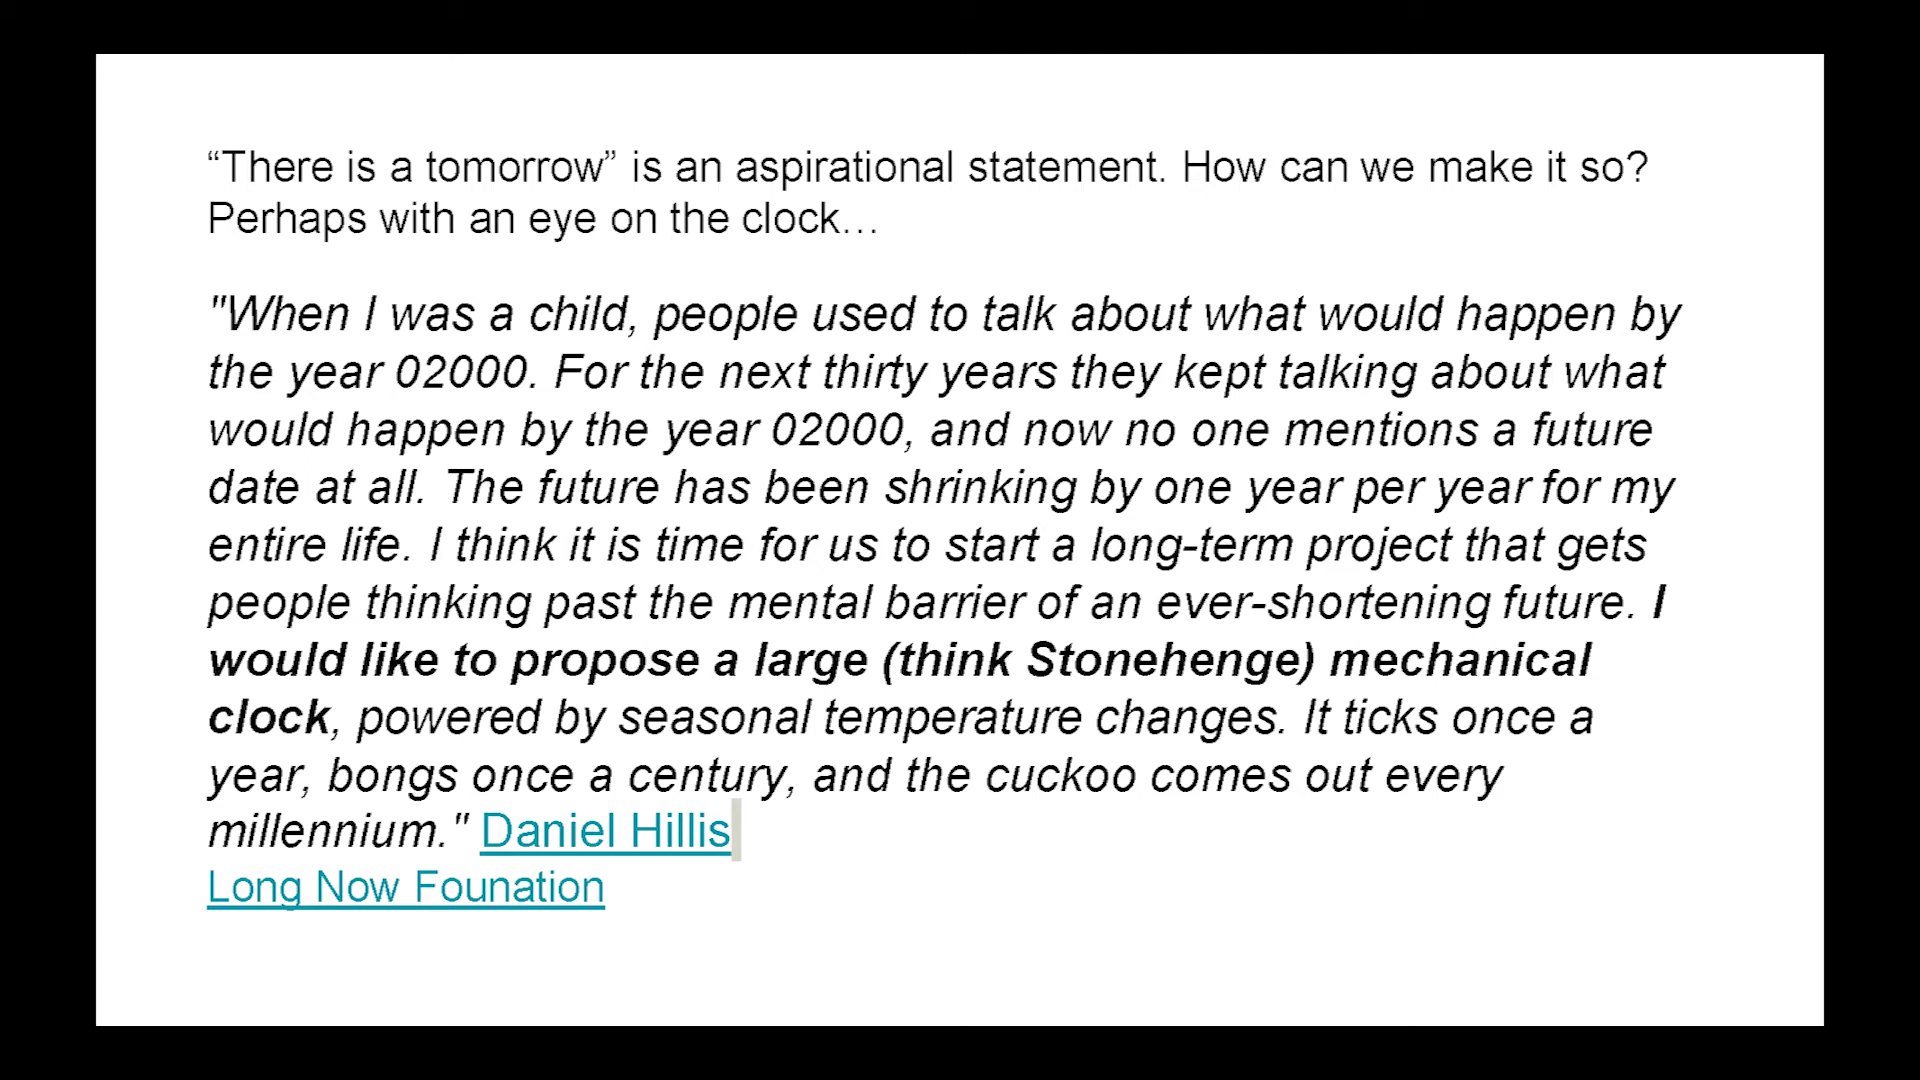 “There is a tomorrow” is an aspirational statement. How can we make it so?
Perhaps with an eye on the clock…
"When I was a child, people used to talk about what would happen by
the year 02000. For the next thirty years they kept talking about what
would happen by the year 02000, and now no one mentions a future
date at all. The future has been shrinking by one year per year for my
entire life. I think it is time for us to start a long-term project that gets
people thinking past the mental barrier of an ever-shortening future. I
would like to propose a large (think Stonehenge) mechanical
clock, powered by seasonal temperature changes. It ticks once a
year, bongs once a century, and the cuckoo comes out every
millennium." Daniel Hillis
Long Now Founation